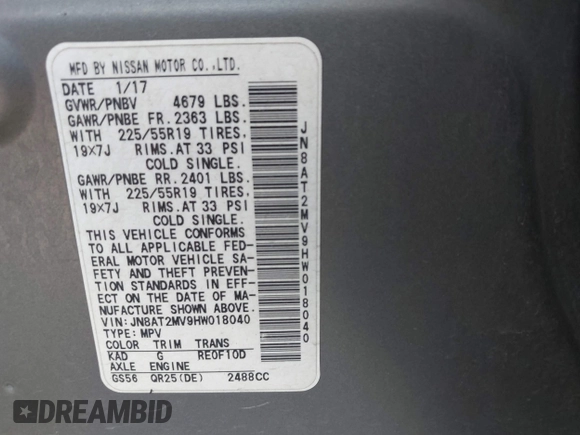 MFD BY NISSAN MOTOR CO.,LTD.
DATE 1/17
GVWR/PNBV 4679 LBS.
GAWR/PNBE FR. 2363 LBS.
WITH 225/55R19 TIRES.
19×7J RIMS. AT 33 PSI
COLD SINGLE.
GAWR/PNBE RR. 2401 LBS.
WITH 225/55R19 TIRES.
19×7J RIMS. AT 33 PSI
COLD SINGLE.
THIS VEHICLE CONFORMS
TO ALL APPLICABLE FED-
ERAL MOTOR VEHICLE SA-
FETY AND THEFT PREVEN-
TION STANDARDS IN EFF-
ECT ON THE DATE OF MA-
NUFACTURE SHOWN ABOVE.
VIN: JN8AT2MV9HW018040
TYPE: MPV
COLOR TRIM TRANS
KAD G RE0F10D
AXLE ENGINE
GS56 QR25(DE) 2488CC
JN8AT2MV9HW018040
DREAMBID